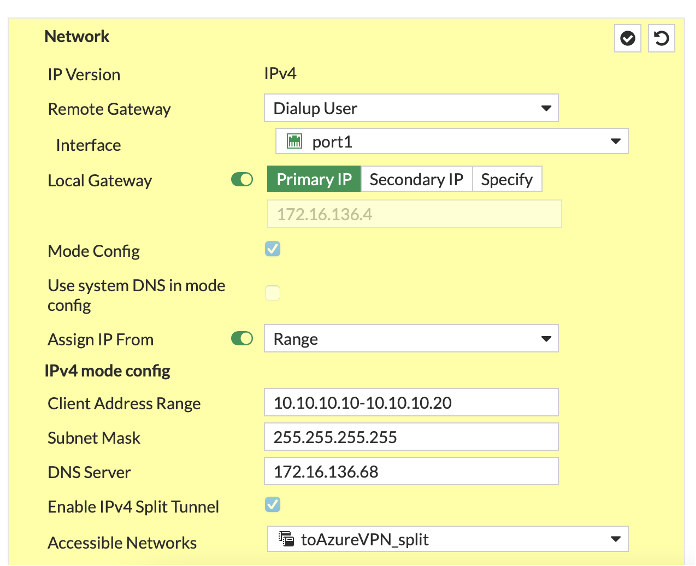 Network
IP Version IPv4
Remote Gateway Dialup User
Interface port1
Local Gateway Primary IP Secondary IP Specify
172.16.136.4
Mode Config
Use system DNS in mode
config
Assign IP From Range
IPv4 mode config
Client Address Range 10.10.10.10-10.10.10.20
Subnet Mask 255.255.255.255
DNS Server 172.16.136.68
Enable IPv4 Split Tunnel
Accessible Networks toAzureVPN_split